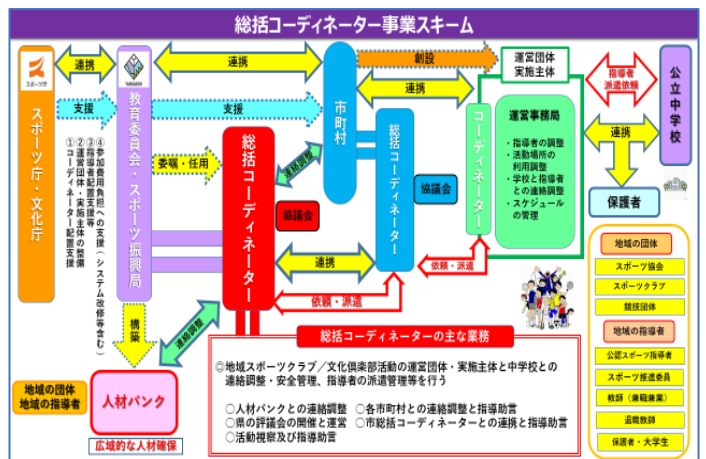 総括コーディネーター事業スキーム
スポーツ庁
スポーツ庁・文化庁
連携
支援
①コーディネーター配置支援
②運営団体・実施主体の整備
③指導者配置支援等
④参加費用負担への支援(システム改修等含む)
YAMANASHI
教育委員会・スポーツ振興局
連携
支援
委嘱・任用
総括コーディネーター
協議会
連絡調整
市町村
創設
連携
総括コーディネーター
協議会
連携
依頼・派遣
依頼・派遣
運営団体
実施主体
コーディネーター
運営事務局
・指導者の調整
・活動場所の
利用調整
・学校と指導者
との連絡調整
・スケジュール
の管理
指導者
派遣依頼
連携
公立中学校
保護者
構築
連絡調整
地域の団体
地域の指導者
人材バンク
広域的な人材確保
総括コーディネーターの主な業務
◎地域スポーツクラブ/文化倶楽部活動の運営団体・実施主体と中学校との
連絡調整・安全管理、指導者の派遣管理等を行う
○人材バンクとの連絡調整 ○各市町村との連絡調整と指導助言
○県の評議会の開催と運営 ○市総括コーディネーターとの連携と指導助言
○活動視察及び指導助言
地域の団体
スポーツ協会
スポーツクラブ
競技団体
地域の指導者
公認スポーツ指導者
スポーツ推進委員
教師(兼職兼業)
退職教師
保護者・大学生